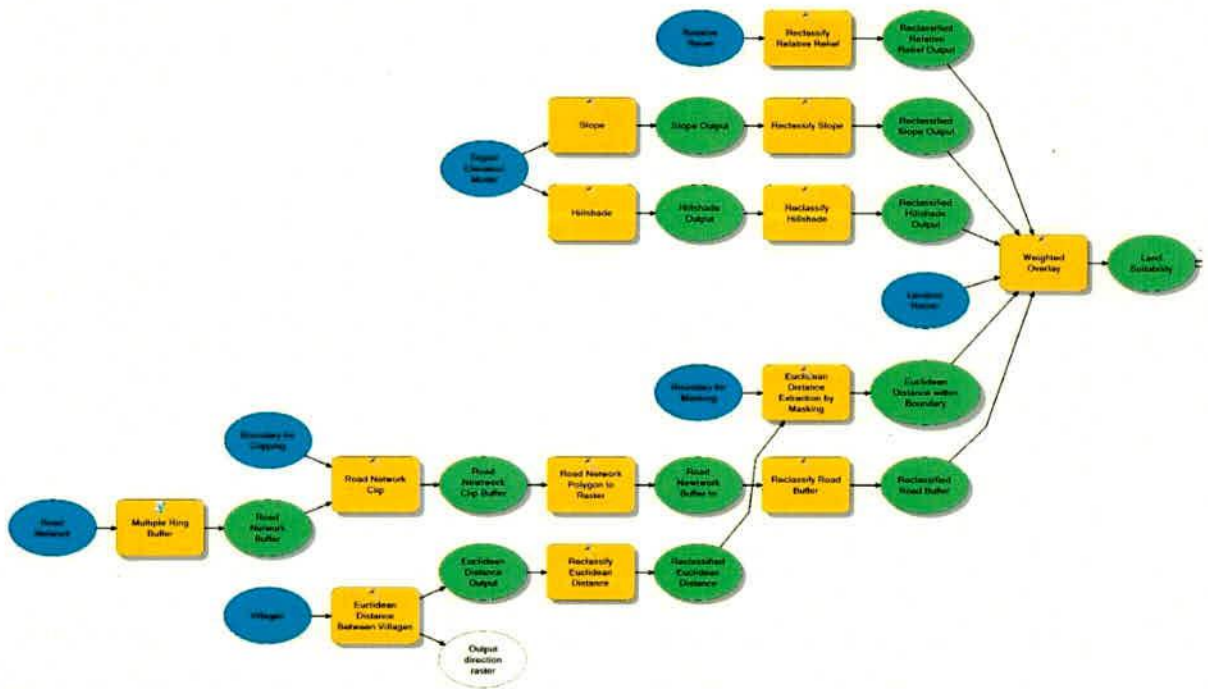 Relative
Relief
Reclassify
Relative Relief
Reclassified
Relative
Relief Output
Slope
Slope Output
Reclassify Slope
Reclassified
Slope Output
Digital
Elevation
Model
Hillshade
Hillshade
Output
Reclassify
Hillshade
Reclassified
Hillshade
Output
Weighted
Overlay
Land
Suitability
Landuse
Raster
Boundary for
Masking
Euclidean
Distance
Extraction by
Masking
Euclidean
Distance within
Boundary
Boundary for
Clipping
Road Network
Clip
Road
Newtwork
Clip Buffer
Road Network
Polygon to
Raster
Road
Newtwork
Buffer to
Reclassify Road
Buffer
Reclassified
Road Buffer
Road
Network
Multiple Ring
Buffer
Road
Network
Buffer
Euclidean
Distance
Output
Reclassify
Euclidean
Distance
Reclassified
Euclidean
Distance
Villages
Euclidean
Distance
Between Villages
Output
direction
raster